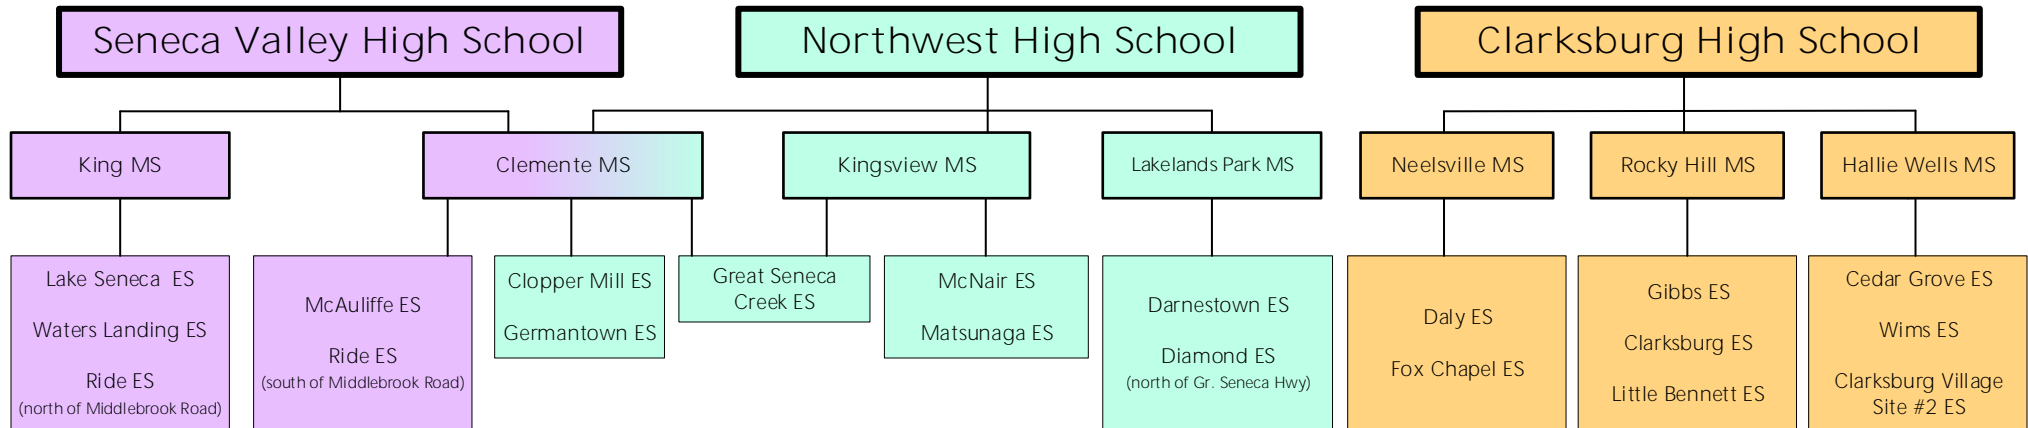 Seneca Valley High School
Northwest High School
Clarksburg High School
King MS
Clemente MS
Kingsview MS
Lakelands Park MS
Neelsville MS
Rocky Hill MS
Hallie Wells MS
Lake Seneca ES
Waters Landing ES
Ride ES
(north of Middlebrook Road)
McAuliffe ES
Ride ES
(south of Middlebrook Road)
Clopper Mill ES
Germantown ES
Great Seneca
Creek ES
McNair ES
Matsunaga ES
Darnestown ES
Diamond ES
(north of Gr. Seneca Hwy)
Daly ES
Fox Chapel ES
Gibbs ES
Clarksburg ES
Little Bennett ES
Cedar Grove ES
Wims ES
Clarksburg Village
Site #2 ES